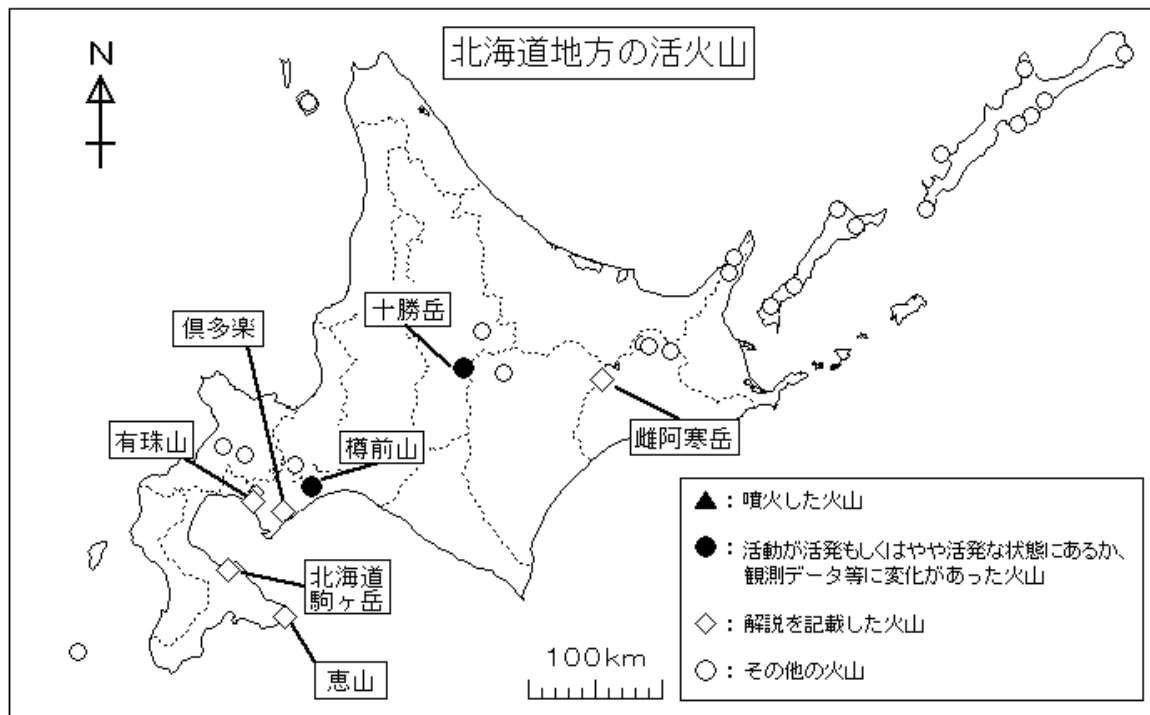 北海道地方の活火山
N
十勝岳
倶多楽
有珠山
樽前山
雌阿寒岳
北海道
駒ヶ岳
恵山
100km
▲：噴火した火山
●：活動が活発もしくはやや活発な状態にあるか、
観測データ等に変化があった火山
◇：解説を記載した火山
○：その他の火山